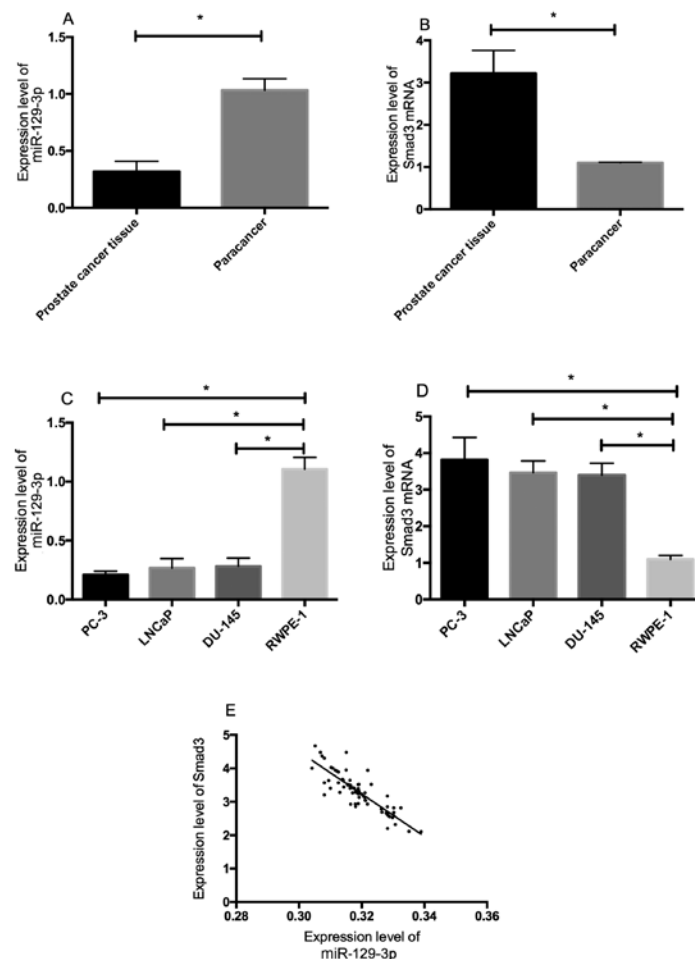 A
*
Expression level of
miR-129-3p
1.5
1.0
0.5
0.0
Prostate cancer tissue
Paracancer
B
*
Expression level of
Smad3 mRNA
4
3
2
1
0
Prostate cancer tissue
Paracancer
C
*
*
*
Expression level of
miR-129-3p
1.5
1.0
0.5
0.0
PC-3
LNCaP
DU-145
RWPE-1
D
*
*
*
Expression level of
Smad3 mRNA
5
4
3
2
1
0
PC-3
LNCaP
DU-145
RWPE-1
E
Expression level of Smad3
5
4
3
2
1
0
0.28
0.30
0.32
0.34
0.36
Expression level of
miR-129-3p